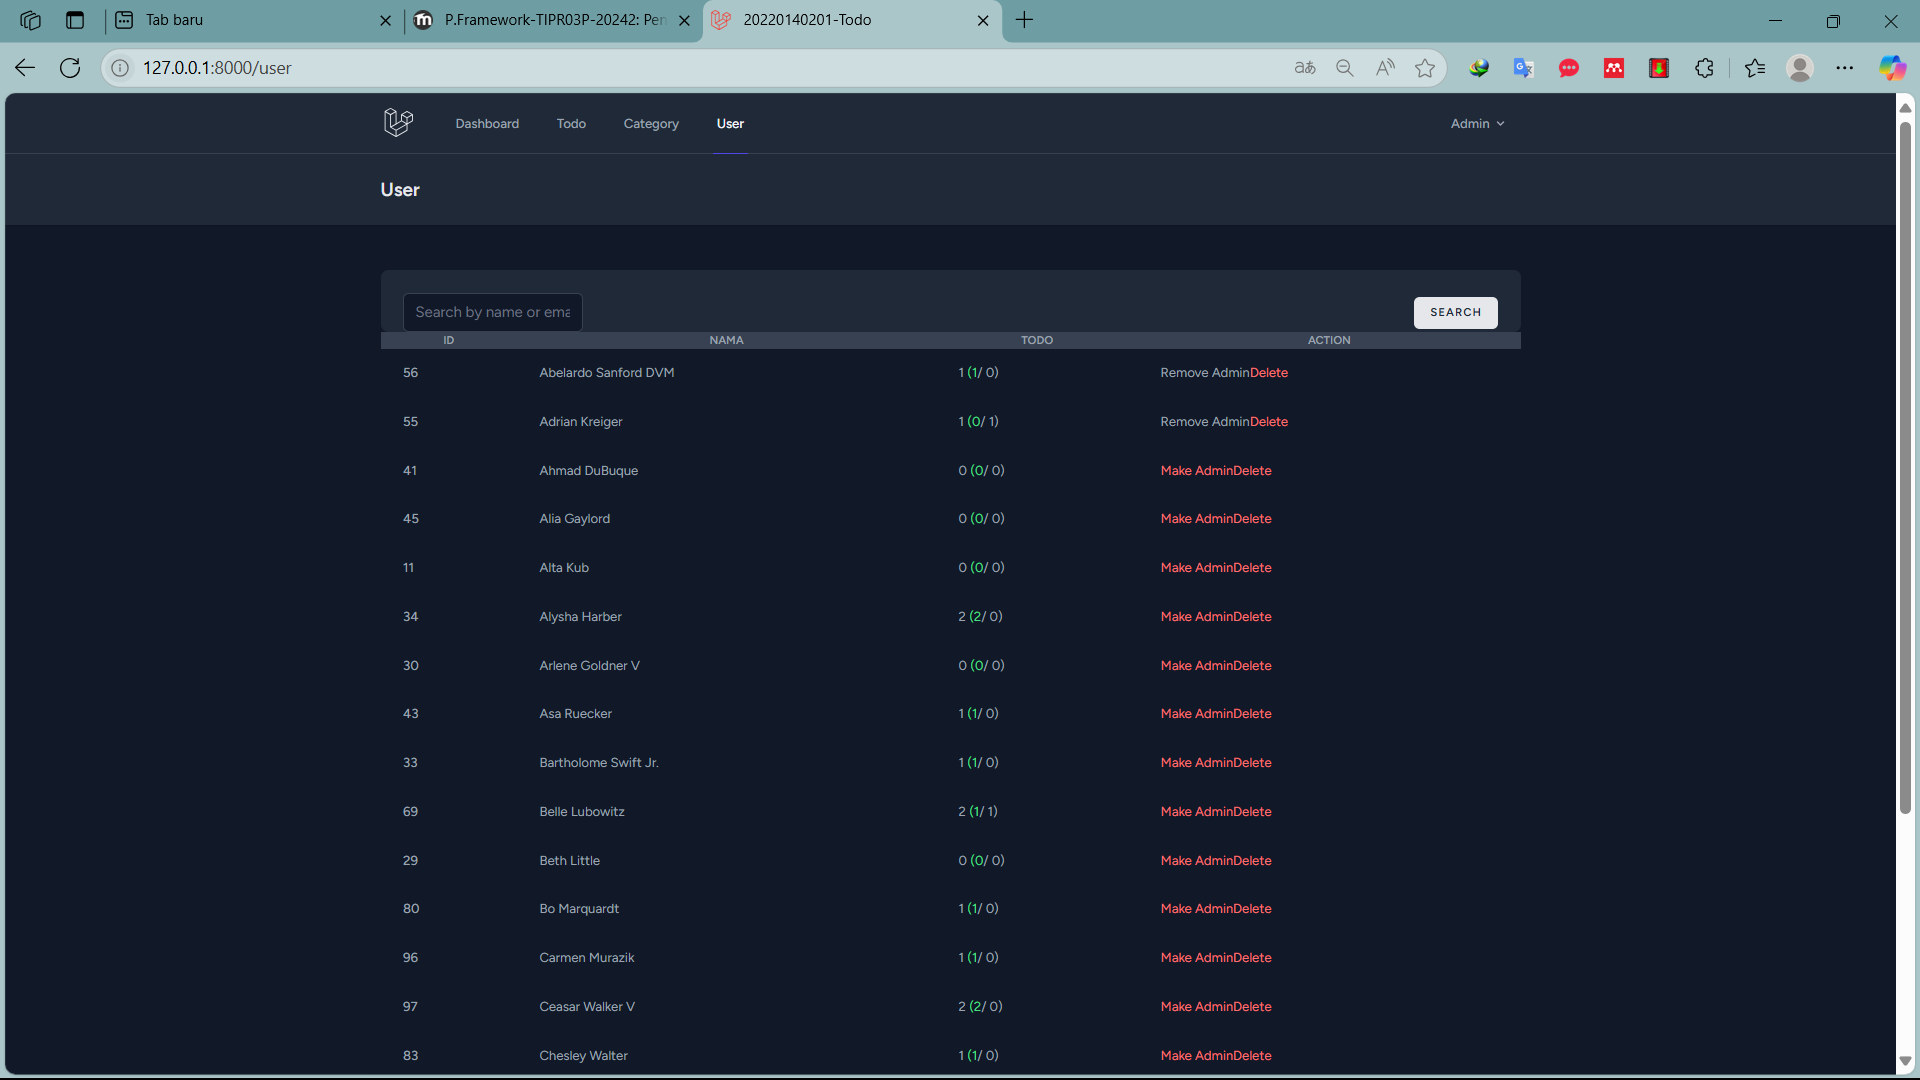 Tab baru
P.Framework-TIPR03P-20242: Pen
20220140201-Todo
127.0.0.1:8000/user
Dashboard Todo Category User Admin
User
Search by name or ema SEARCH
ID NAMA TODO ACTION
56 Abelardo Sanford DVM 1 (1/ 0) Remove AdminDelete
55 Adrian Kreiger 1 (0/ 1) Remove AdminDelete
41 Ahmad DuBuque 0 (0/ 0) Make AdminDelete
45 Alia Gaylord 0 (0/ 0) Make AdminDelete
11 Alta Kub 0 (0/ 0) Make AdminDelete
34 Alysha Harber 2 (2/ 0) Make AdminDelete
30 Arlene Goldner V 0 (0/ 0) Make AdminDelete
43 Asa Ruecker 1 (1/ 0) Make AdminDelete
33 Bartholome Swift Jr. 1 (1/ 0) Make AdminDelete
69 Belle Lubowitz 2 (1/ 1) Make AdminDelete
29 Beth Little 0 (0/ 0) Make AdminDelete
80 Bo Marquardt 1 (1/ 0) Make AdminDelete
96 Carmen Murazik 1 (1/ 0) Make AdminDelete
97 Ceasar Walker V 2 (2/ 0) Make AdminDelete
83 Chesley Walter 1 (1/ 0) Make AdminDelete